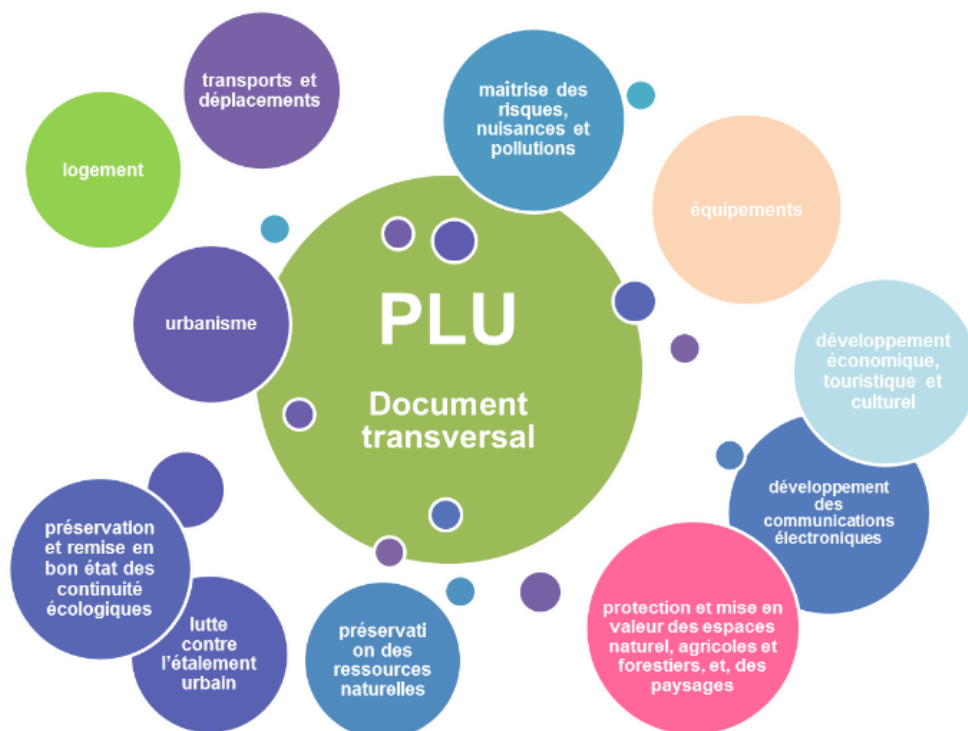 transports et
déplacements
maîtrise des
risques,
nuisances et
pollutions
logement
équipements
urbanisme
PLU
Document
transversal
développement
économique,
touristique et
culturel
développement
des
communications
électroniques
préservation
et remise en
bon état des
continuité
écologiques
lutte
contre
l'étalement
urbain
préservati
on des
ressources
naturelles
protection et mise en
valeur des espaces
naturel, agricoles et
forestiers, et, des
paysages